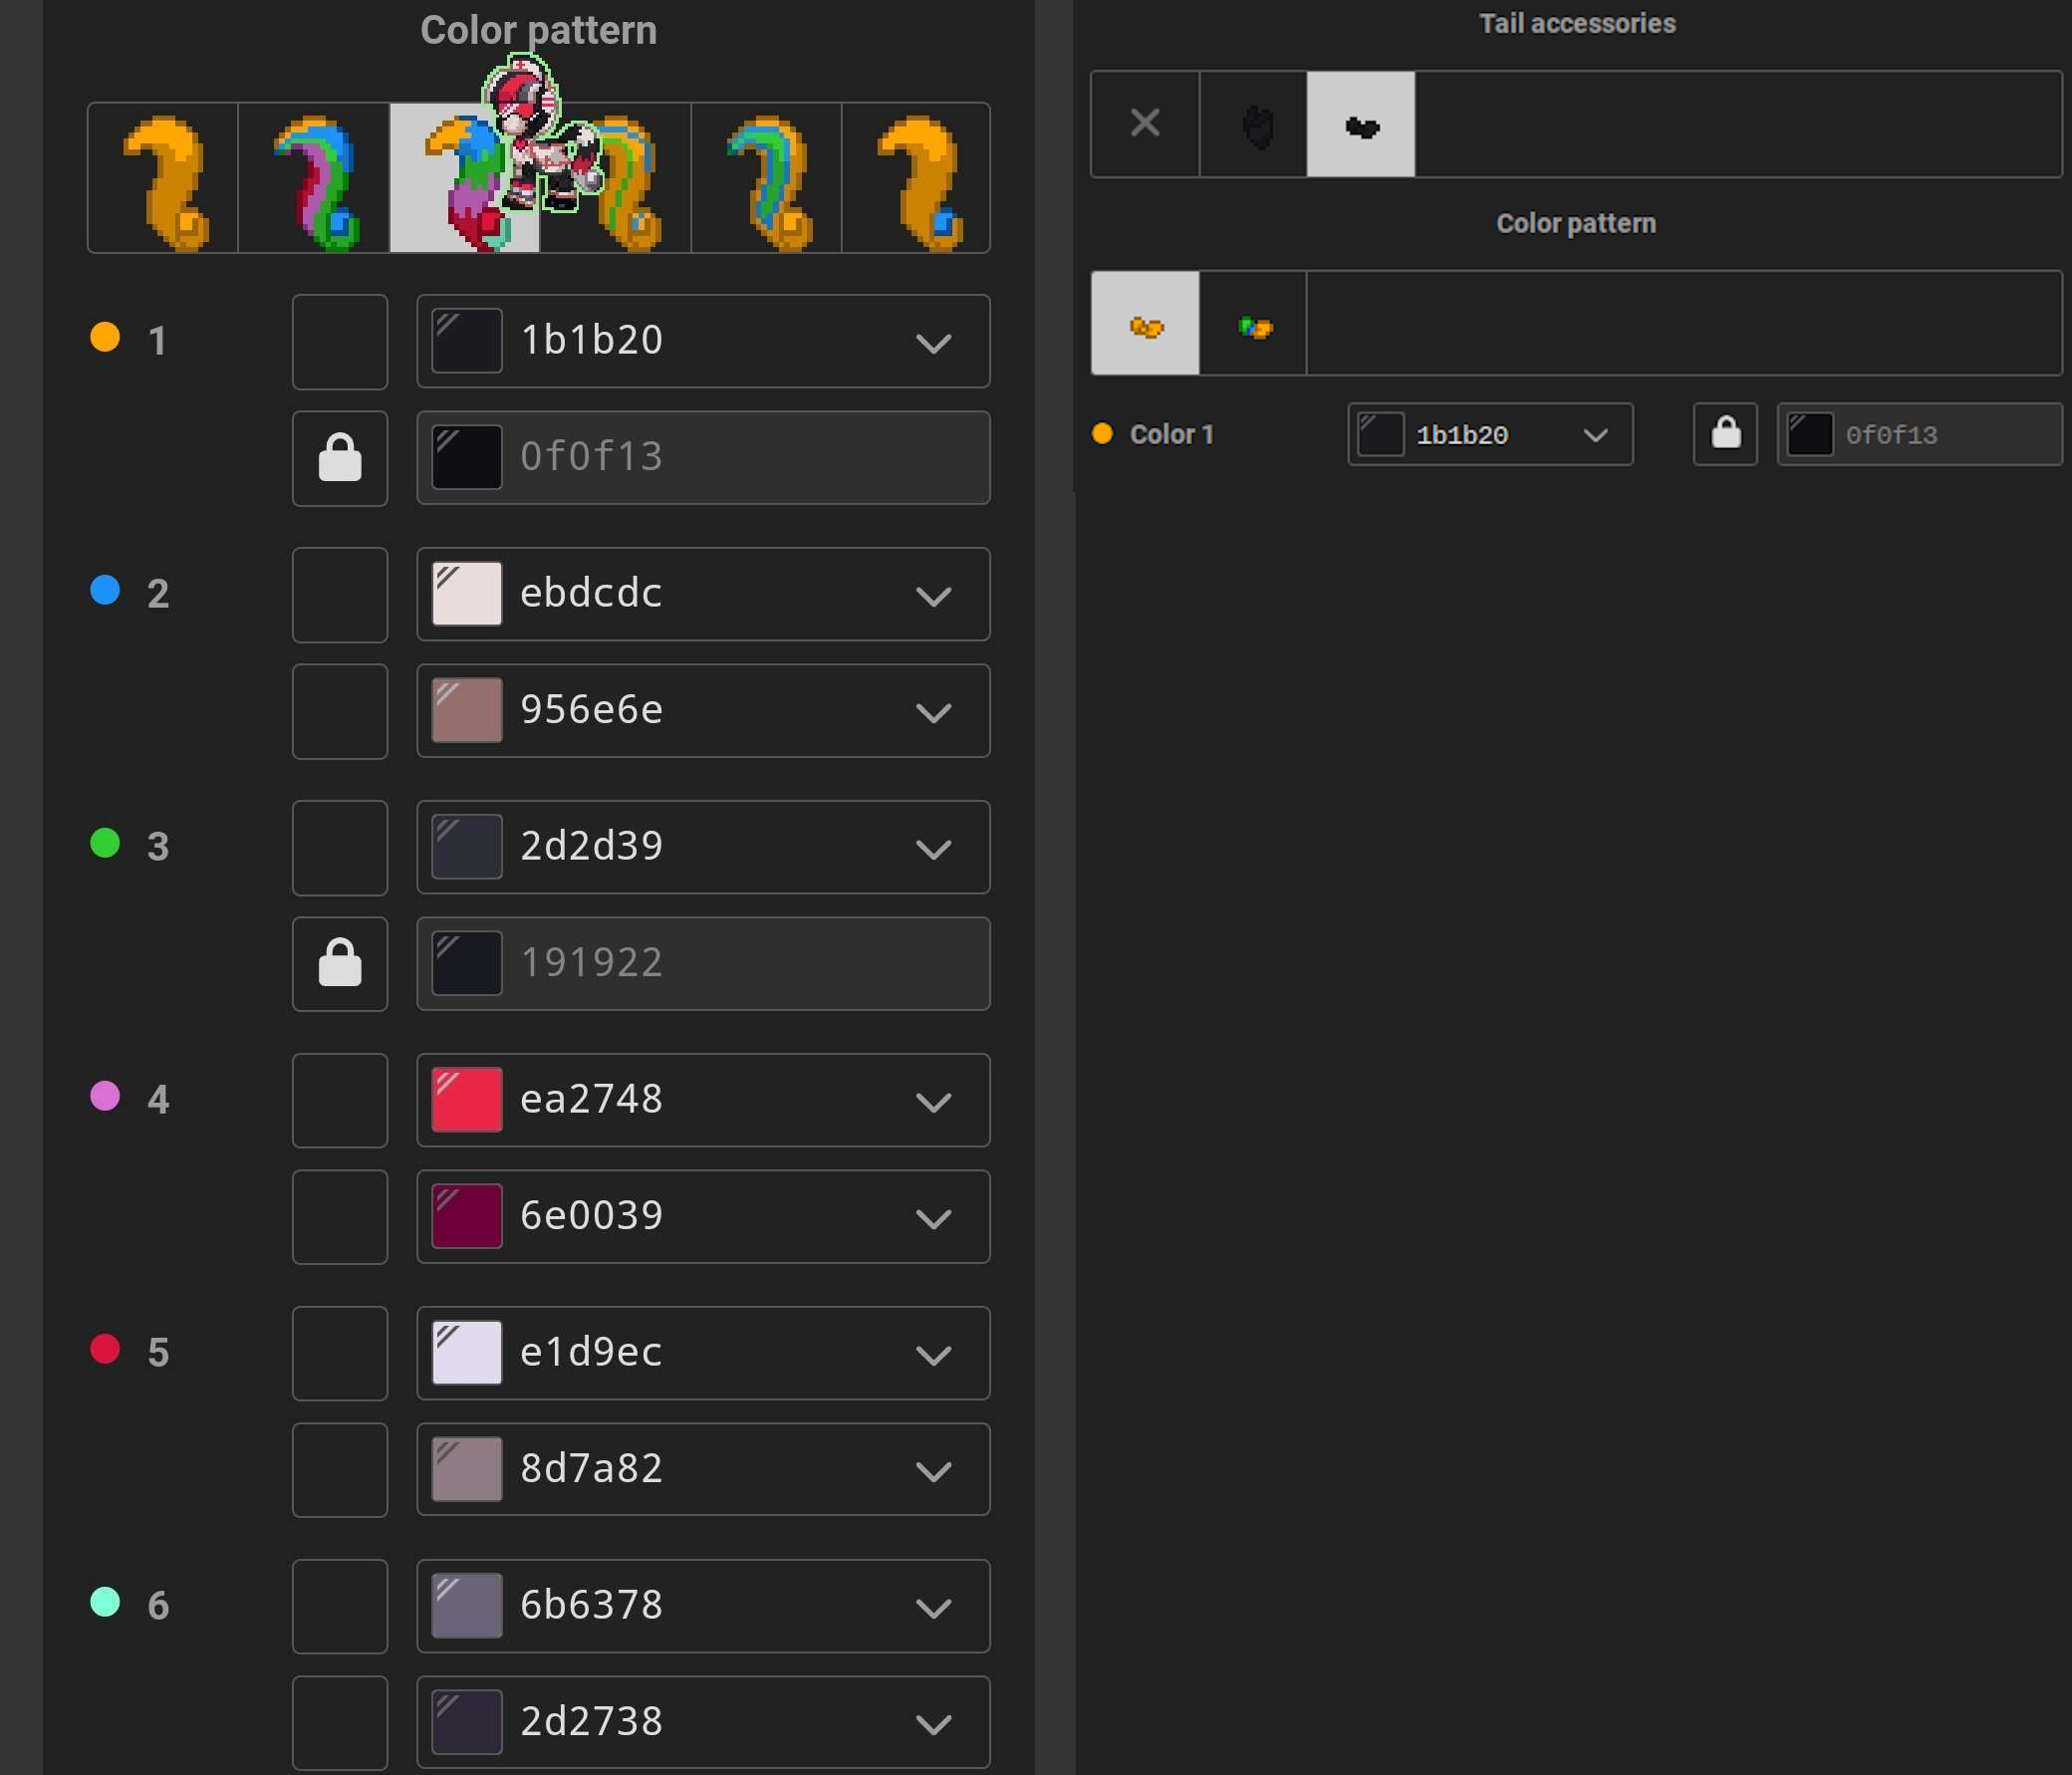 Color pattern
1 1b1b20
0f0f13
2 ebdcdc
956e6e
3 2d2d39
191922
4 ea2748
6e0039
5 e1d9ec
8d7a82
6 6b6378
2d2738
Tail accessories
Color pattern
Color 1 1b1b20 0f0f13